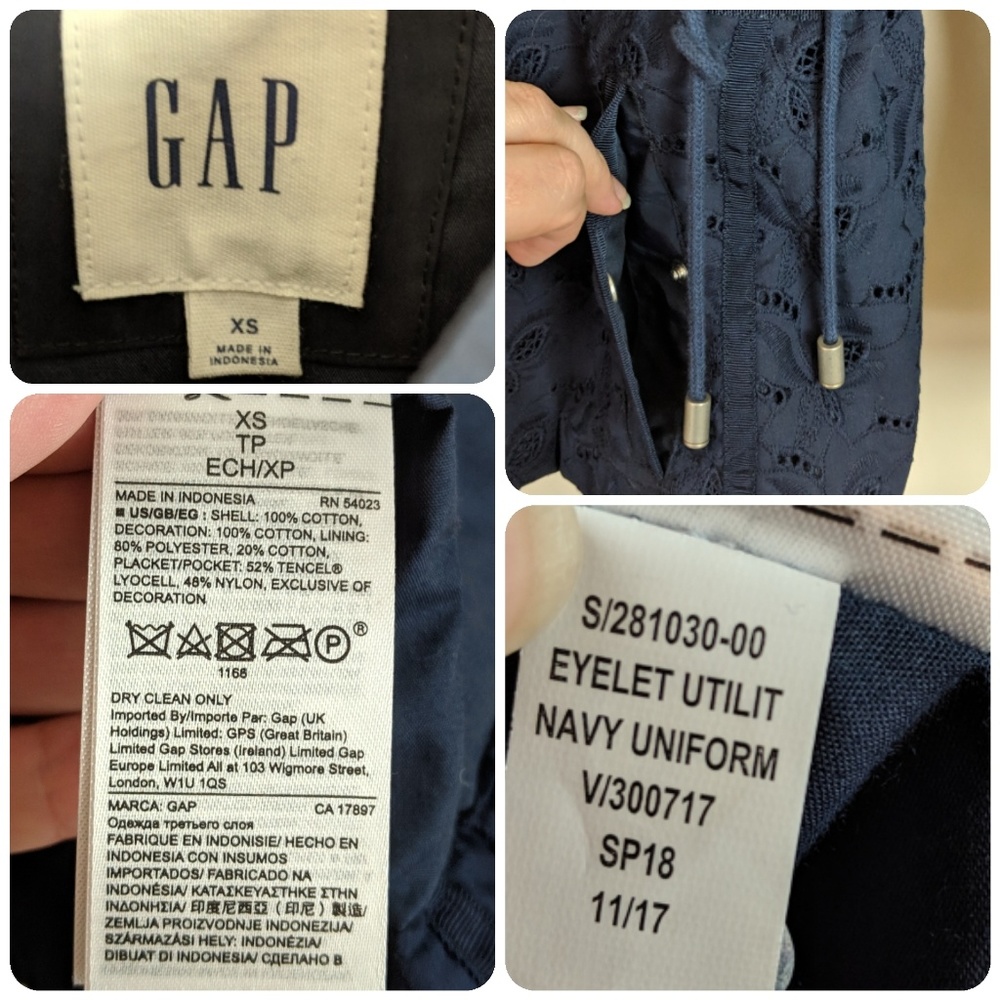 GAP
XS
MADE IN
INDONESIA
XS
TP
ECH/XP
MADE IN INDONESIA RN 54023
■ US/GB/EG : SHELL: 100% COTTON,
DECORATION: 100% COTTON, LINING:
80% POLYESTER, 20% COTTON,
PLACKET/POCKET: 52% TENCEL®
LYOCELL, 48% NYLON, EXCLUSIVE OF
DECORATION
P ®
1168
DRY CLEAN ONLY
Imported By/Importe Par: Gap (UK
Holdings) Limited: GPS (Great Britain)
Limited Gap Stores (Ireland) Limited Gap
Europe Limited All at 103 Wigmore Street,
London, W1U 1QS
MARCA: GAP CA 17897
Одежда третьего слоя
FABRIQUE EN INDONISIE/ HECHO EN
INDONESIA CON INSUMOS
IMPORTADOS/ FABRICADO NA
INDONÉSIA/ ΚΑΤΑΣΚΕΥΑΣΤΗΚΕ ΣΤΗΝ
ΙΝΔΟΝΗΣΙΑ/ 印度尼西亞（印尼）製造/
ZEMLJA PROIZVODNJE INDONEZIJA/
SZÁRMAZÁSI HELY: INDONÉZIA/
DIBUAT DI INDONESIA/ СДЕЛАНО В
S/281030-00
EYELET UTILIT
NAVY UNIFORM
V/300717
SP18
11/17